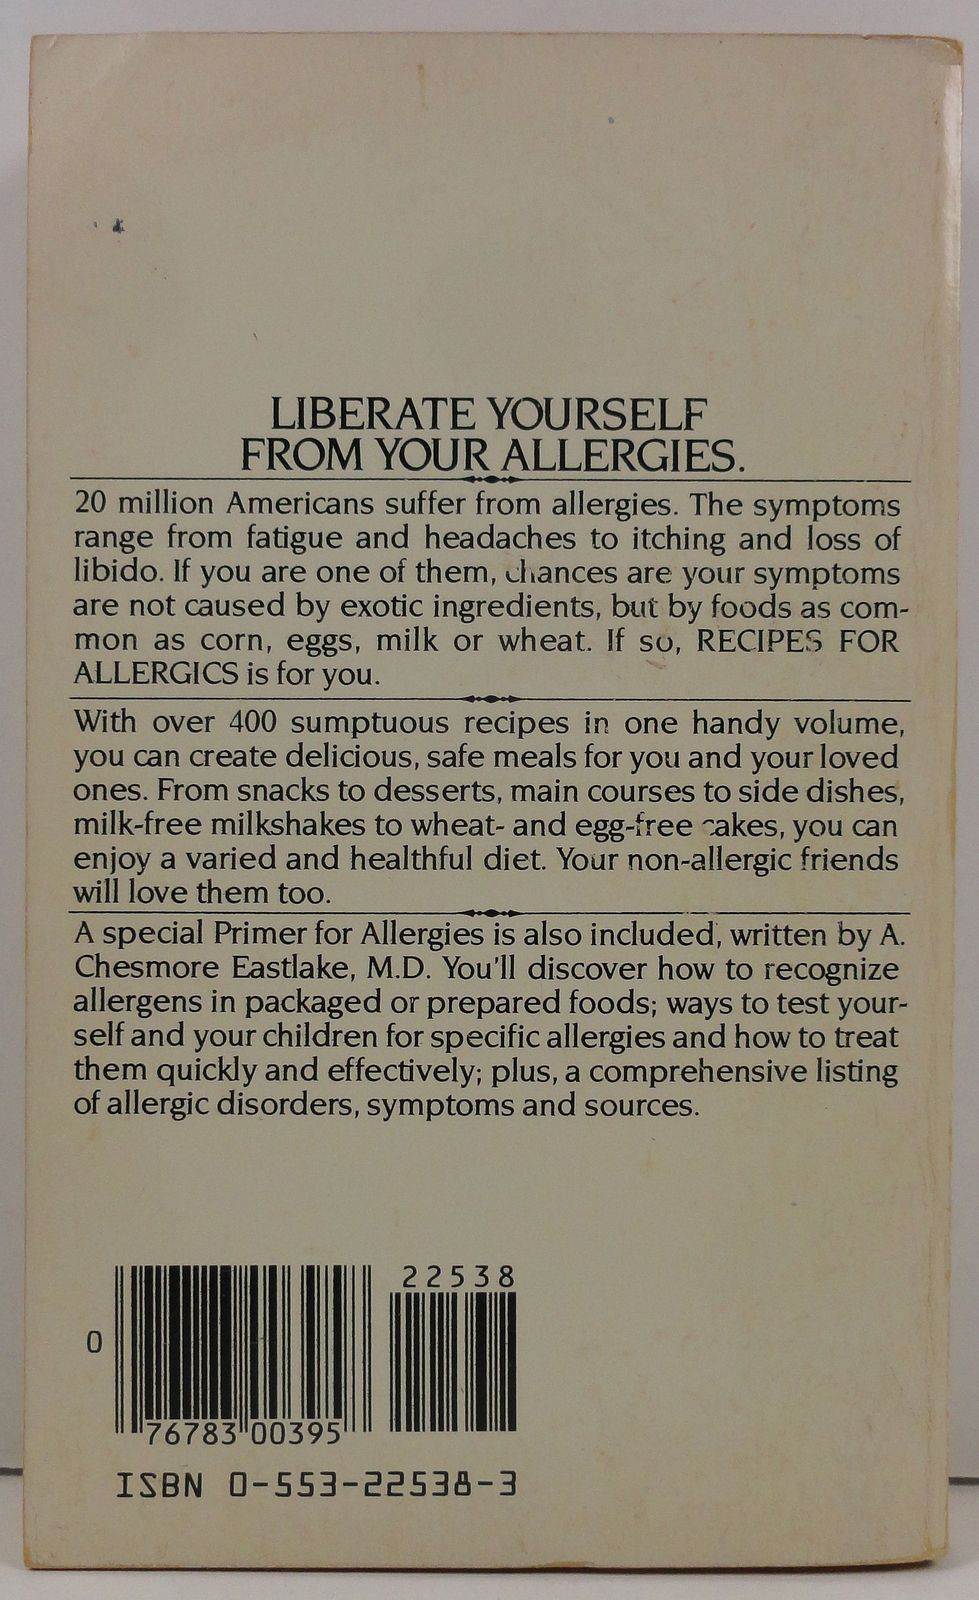 LIBERATE YOURSELF
FROM YOUR ALLERGIES.
20 million Americans suffer from allergies. The symptoms
range from fatigue and headaches to itching and loss of
libido. If you are one of them, chances are your symptoms
are not caused by exotic ingredients, but by foods as com-
mon as corn, eggs, milk or wheat. If so, RECIPES FOR
ALLERGICS is for you.
With over 400 sumptuous recipes in one handy volume,
you can create delicious, safe meals for you and your loved
ones. From snacks to desserts, main courses to side dishes,
milk-free milkshakes to wheat- and egg-free cakes, you can
enjoy a varied and healthful diet. Your non-allergic friends
will love them too.
A special Primer for Allergies is also included, written by A.
Chesmore Eastlake, M.D. You'll discover how to recognize
allergens in packaged or prepared foods; ways to test your-
self and your children for specific allergies and how to treat
them quickly and effectively; plus, a comprehensive listing
of allergic disorders, symptoms and sources.
22538
0
76783 00395
ISBN 0-553-22538-3